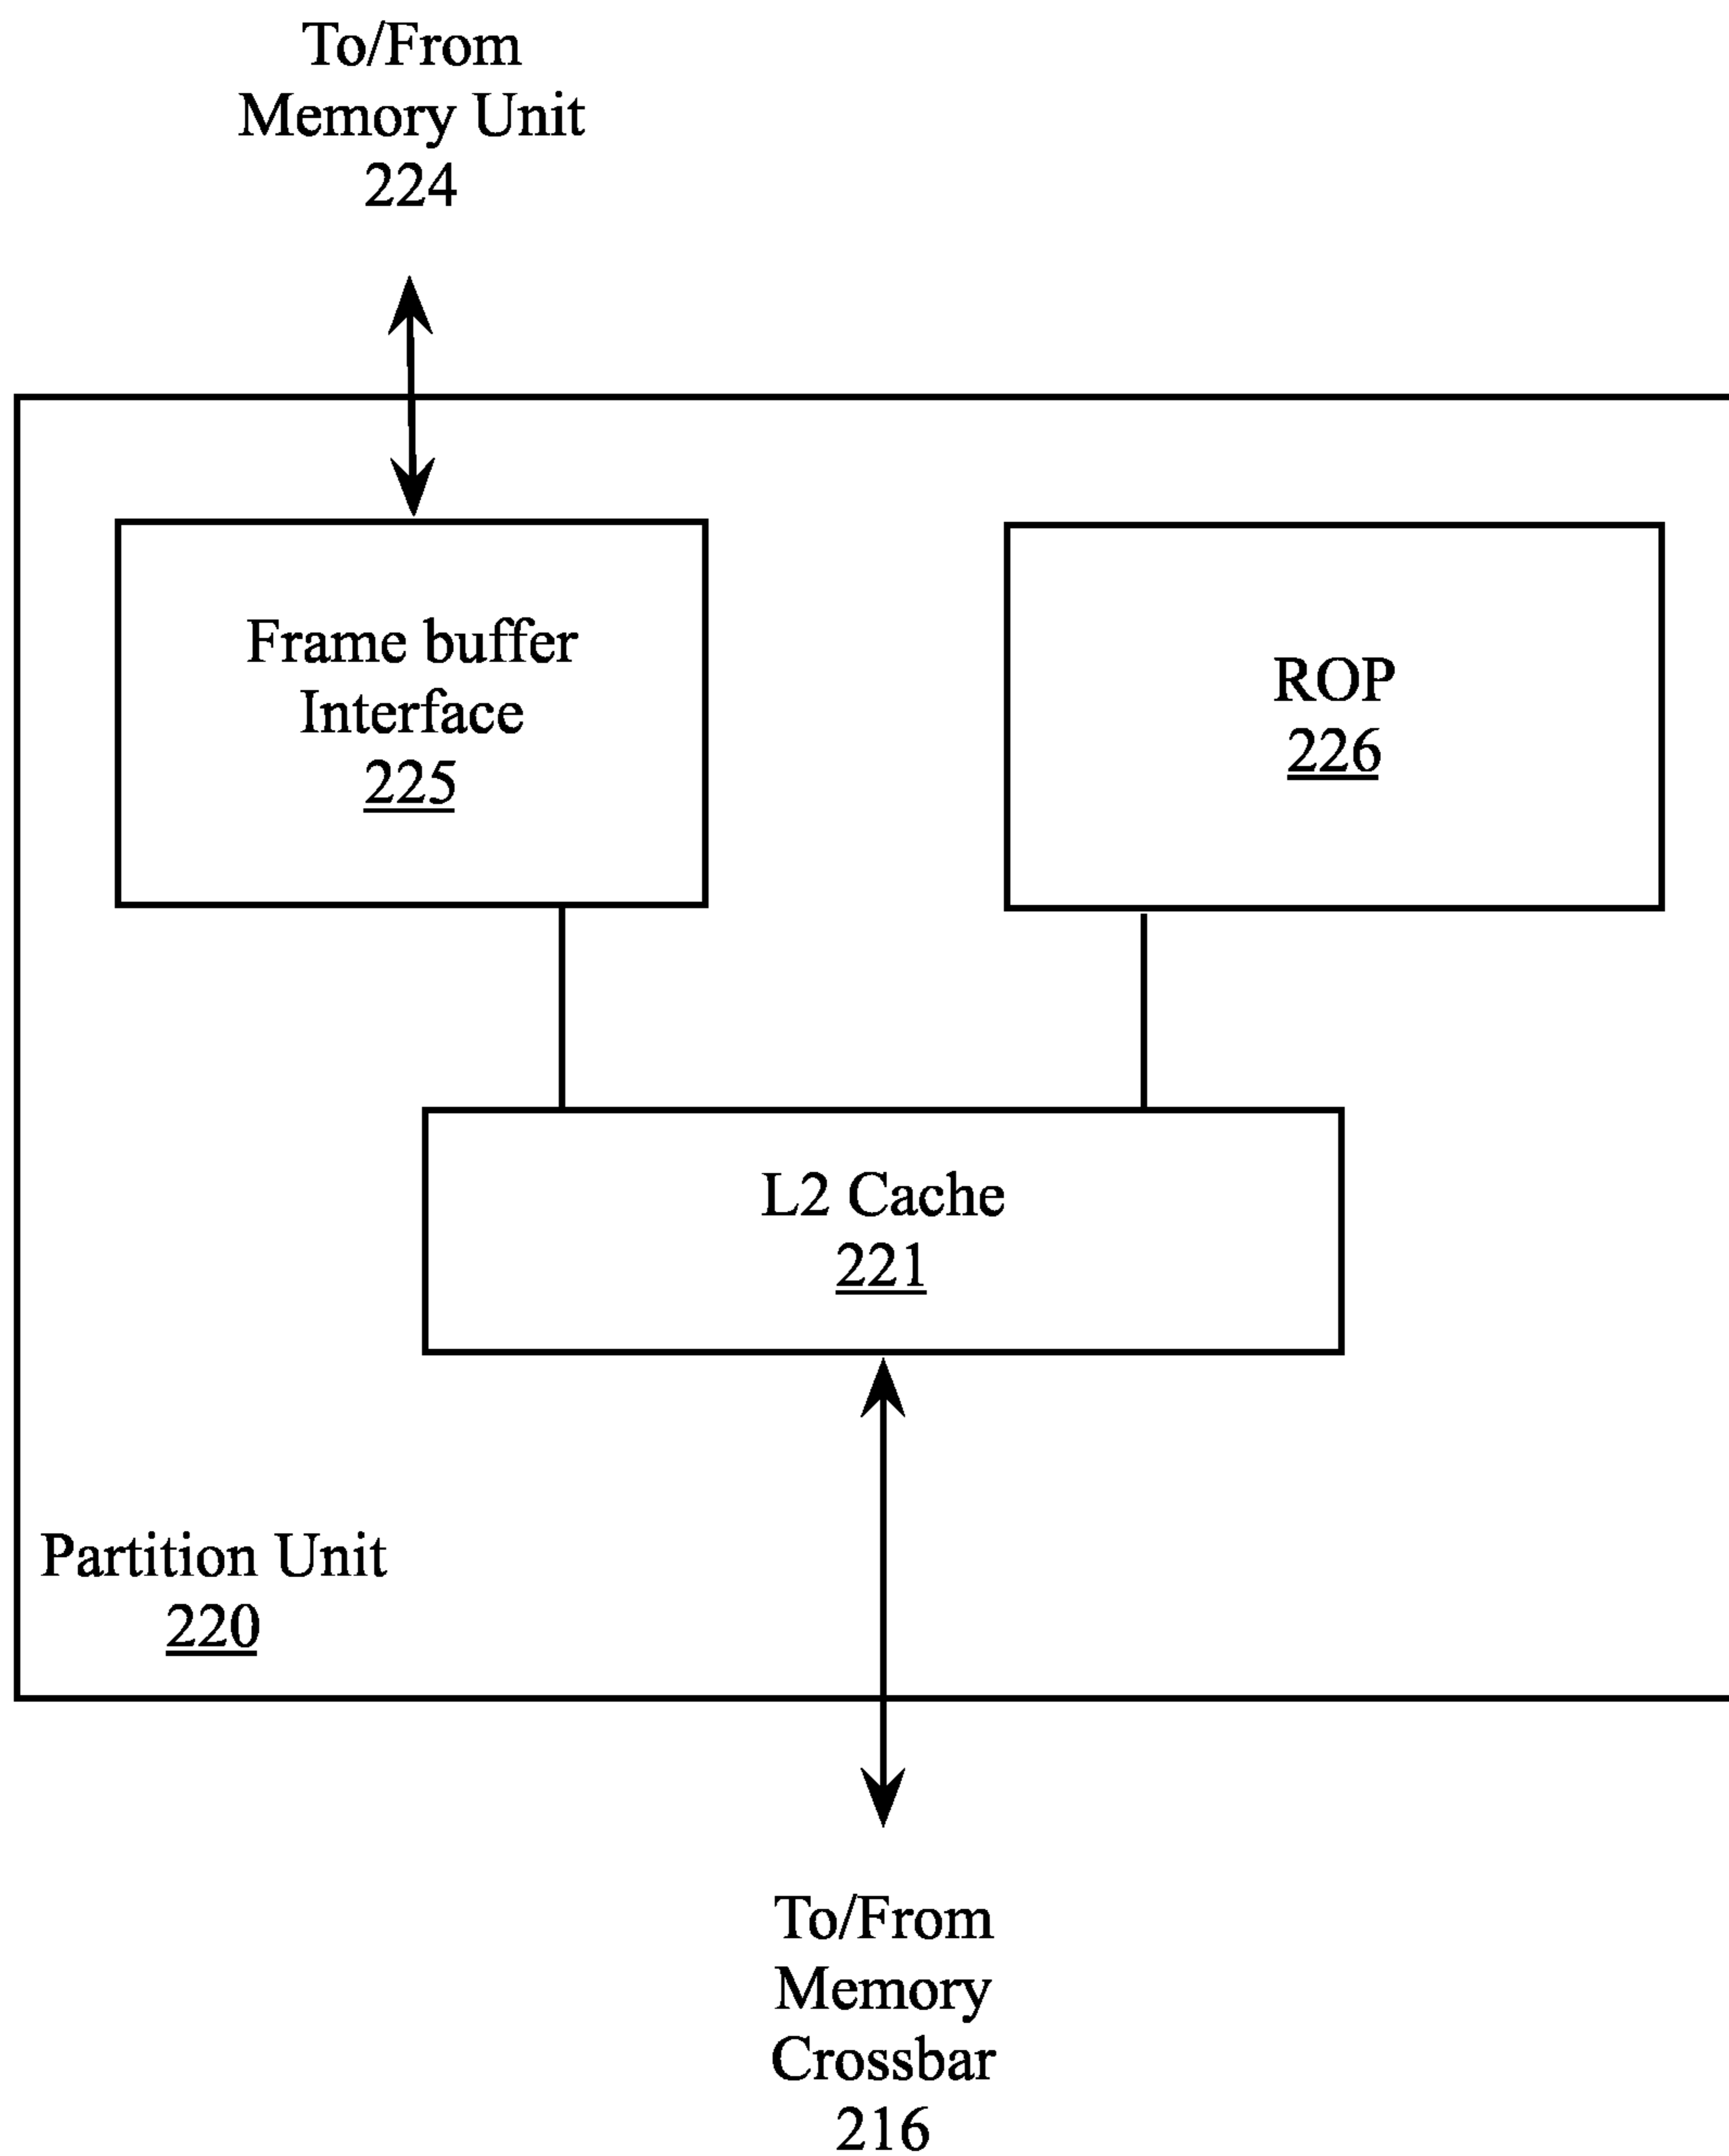 To/From
Memory Unit
224
Frame buffer
Interface
225
ROP
226
L2 Cache
221
Partition Unit
220
To/From
Memory
Crossbar
216